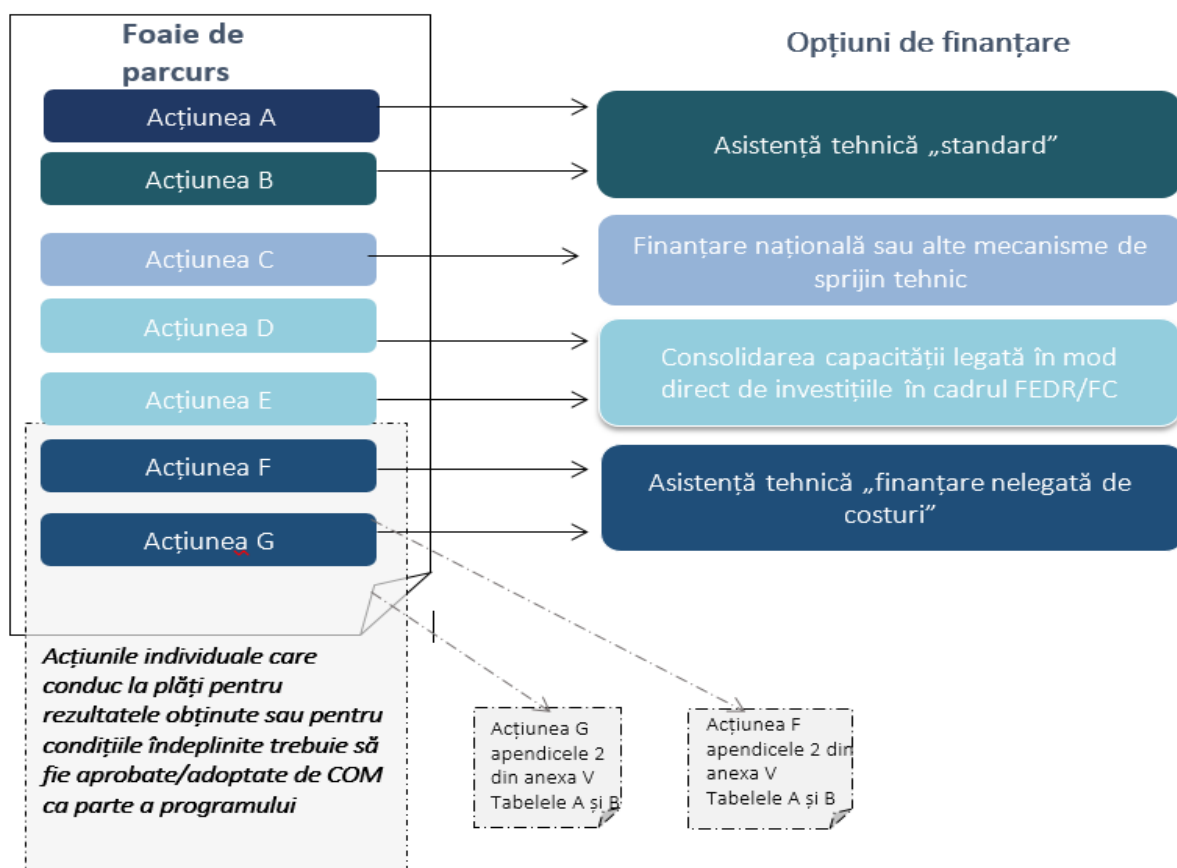 Foaie de
parcurs
Opțiuni de finanțare
Acțiunea A
Acțiunea B
Acțiunea C
Acțiunea D
Acțiunea E
Acțiunea F
Acțiunea G
Asistență tehnică „standard”
Finanțare națională sau alte mecanisme de
sprijin tehnic
Consolidarea capacității legată în mod
direct de investițiile în cadrul FEDR/FC
Asistență tehnică „finanțare nelegată de
costuri”
Acțiunile individuale care
conduc la plăți pentru
rezultatele obținute sau pentru
condițiile îndeplinite trebuie să
fie aprobate/adoptate de COM
ca parte a programului
Acțiunea G
apendicele 2
din anexa V
Tabelele A și B
Acțiunea F
apendicele 2 din
anexa V
Tabelele A și B